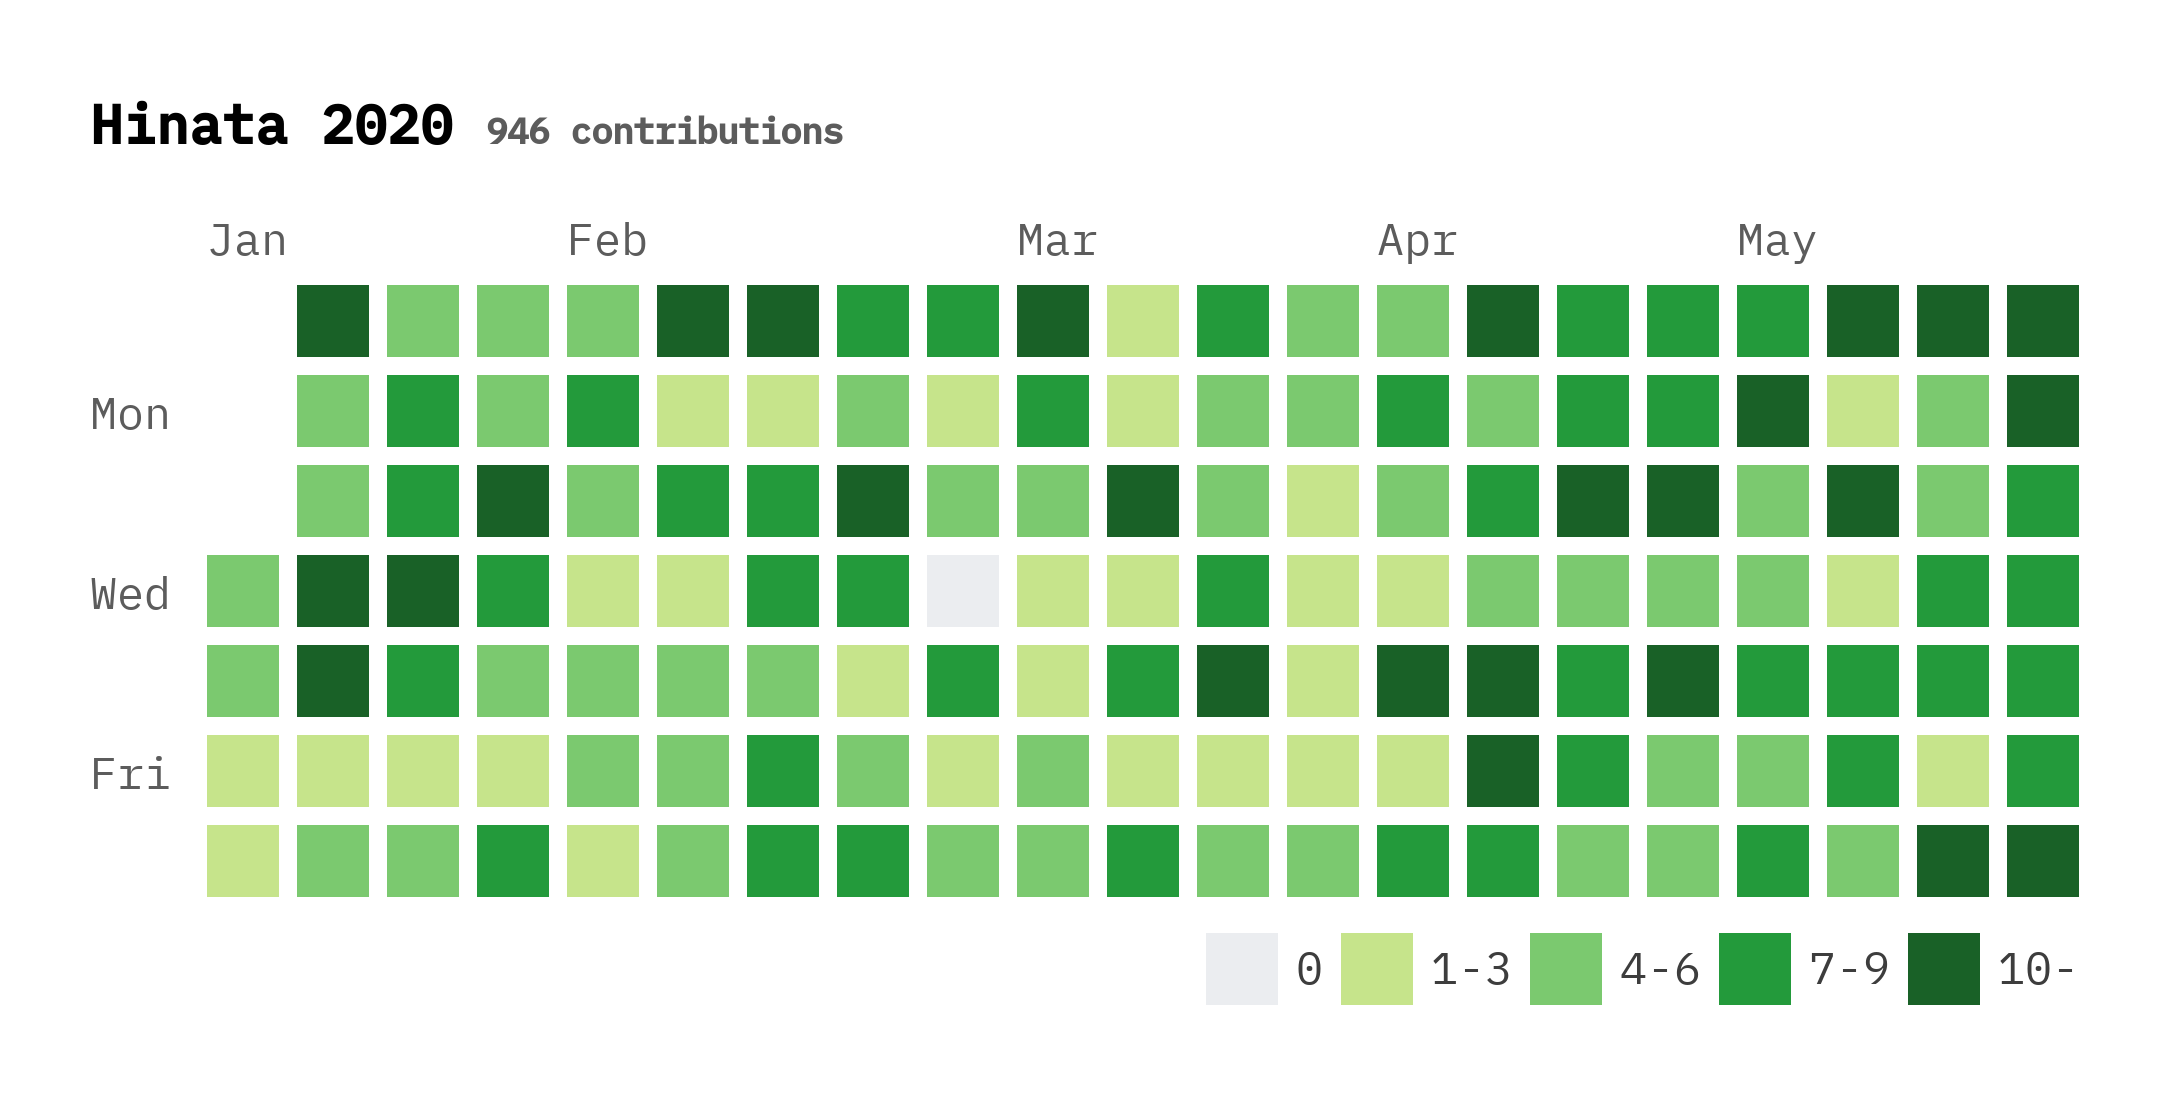 Hinata 2020 946 contributions
Jan Feb Mar Apr May
Mon
Wed
Fri
0 1-3 4-6 7-9 10-